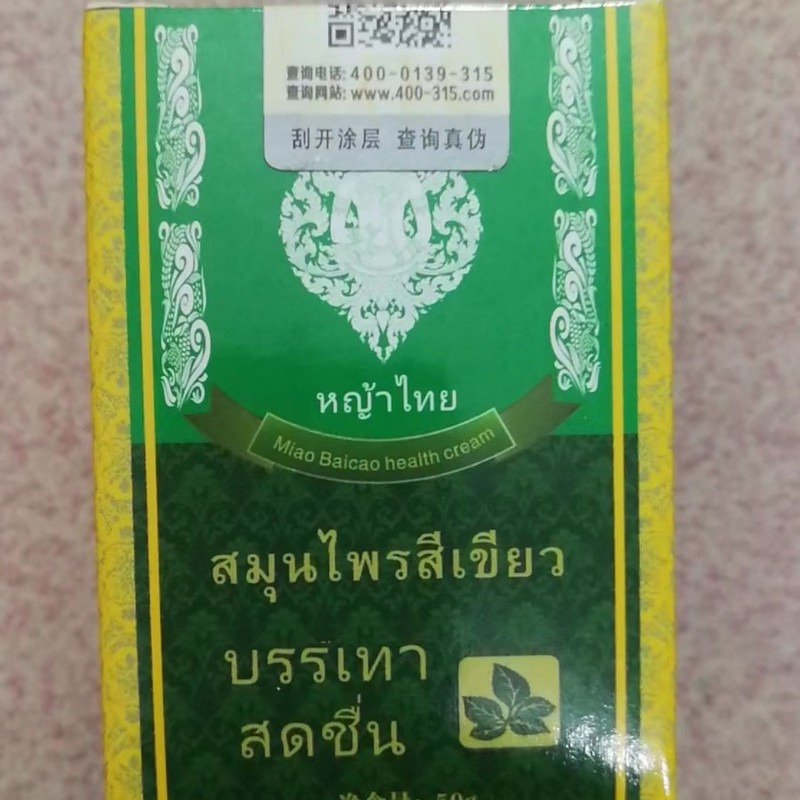 查询电话: 400-0139-315
查询网站: www.400-315.com
刮开涂层 查询真伪
หญ้าไทย
Miao Baicao health cream
สมุนไพรสีเขียว
บรรเทา
สดชื่น